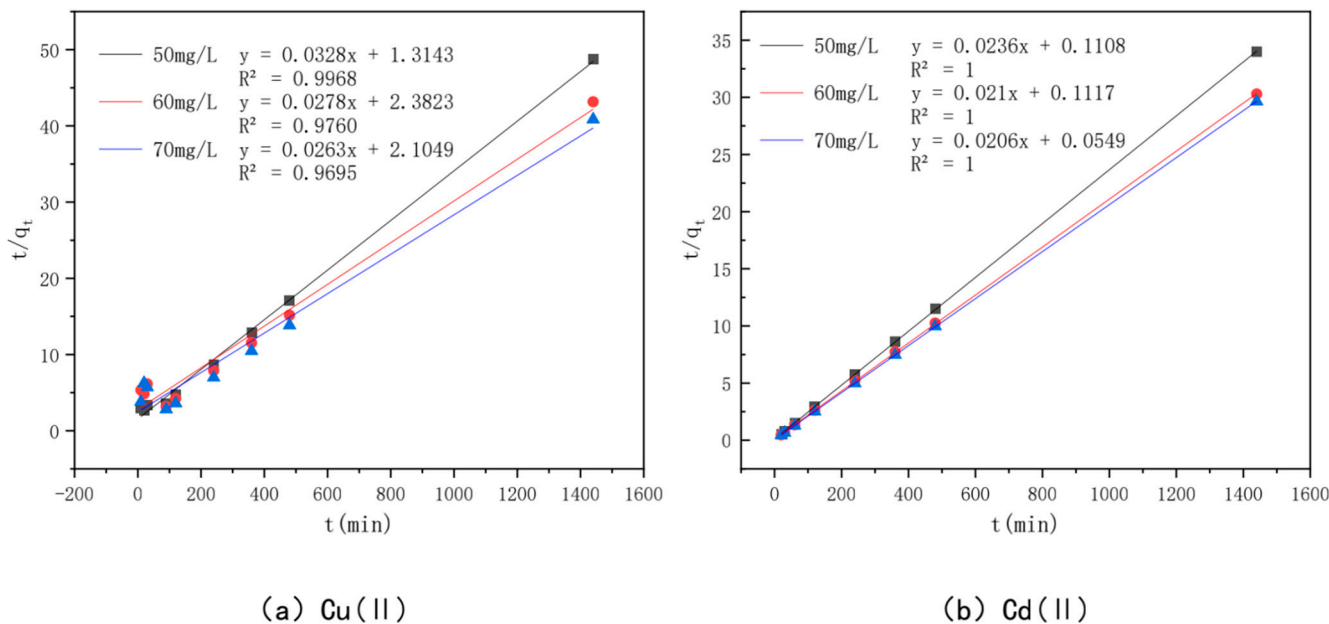 50mg/L y = 0.0328x + 1.3143
R² = 0.9968
60mg/L y = 0.0278x + 2.3823
R² = 0.9760
70mg/L y = 0.0263x + 2.1049
R² = 0.9695
50
40
30
20
10
0
t/qₜ
-200 0 200 400 600 800 1000 1200 1400 1600
t(min)
(a) Cu(II)
50mg/L y = 0.0236x + 0.1108
R² = 1
60mg/L y = 0.021x + 0.1117
R² = 1
70mg/L y = 0.0206x + 0.0549
R² = 1
35
30
25
20
15
10
5
0
t/qₜ
0 200 400 600 800 1000 1200 1400 1600
t(min)
(b) Cd(II)